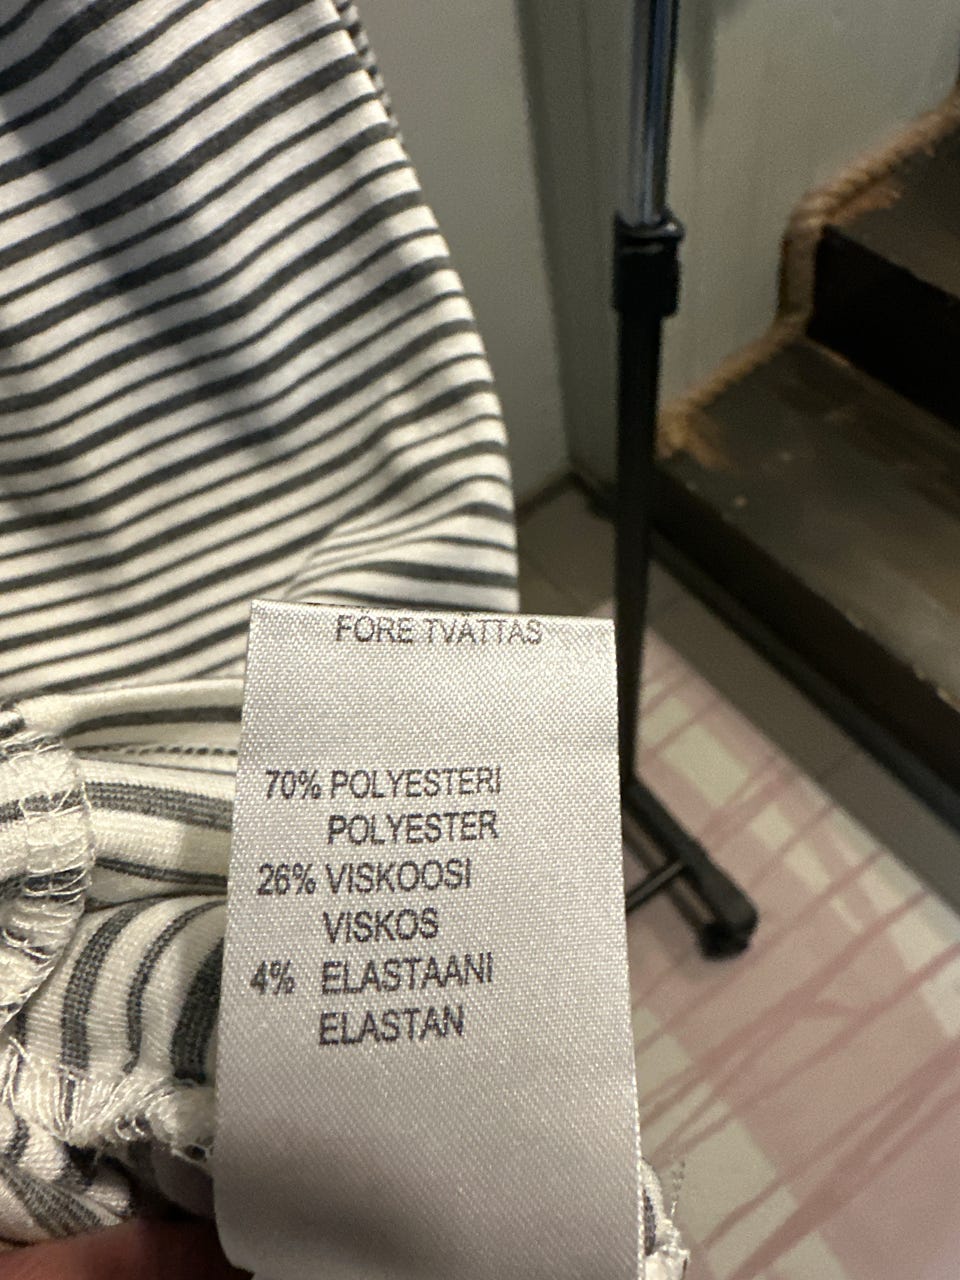 FÖRE TVÄTTAS
70% POLYESTERI
POLYESTER
26% VISKOOSI
VISKOS
4% ELASTAANI
ELASTAN